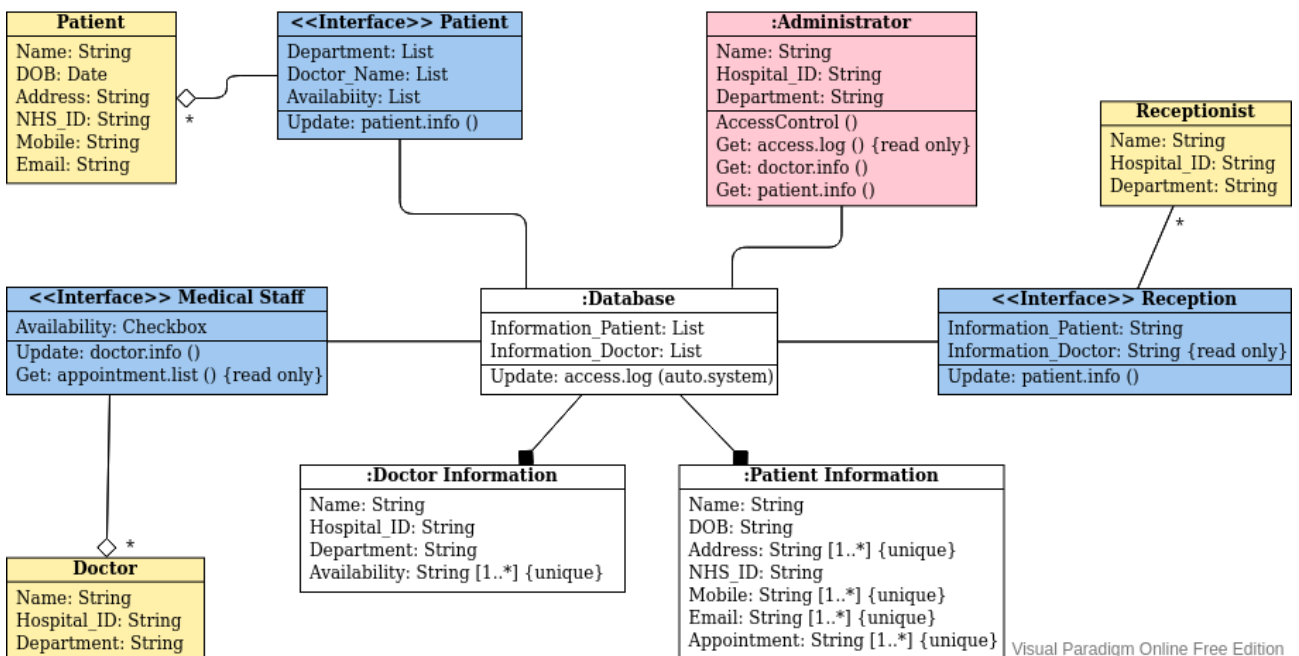 Patient
Name: String
DOB: Date
Address: String
NHS_ID: String
Mobile: String
Email: String
*
<<Interface>> Patient
Department: List
Doctor_Name: List
Availabiity: List
Update: patient.info ()
:Administrator
Name: String
Hospital_ID: String
Department: String
AccessControl ()
Get: access.log () {read only}
Get: doctor.info ()
Get: patient.info ()
Receptionist
Name: String
Hospital_ID: String
Department: String
*
<<Interface>> Medical Staff
Availability: Checkbox
Update: doctor.info ()
Get: appointment.list () {read only}
:Database
Information_Patient: List
Information_Doctor: List
Update: access.log (auto.system)
<<Interface>> Reception
Information_Patient: String
Information_Doctor: String {read only}
Update: patient.info ()
*
Doctor
Name: String
Hospital_ID: String
Department: String
:Doctor Information
Name: String
Hospital_ID: String
Department: String
Availability: String [1..*] {unique}
:Patient Information
Name: String
DOB: String
Address: String [1..*] {unique}
NHS_ID: String
Mobile: String [1..*] {unique}
Email: String [1..*] {unique}
Appointment: String [1..*] {unique}
Visual Paradigm Online Free Edition